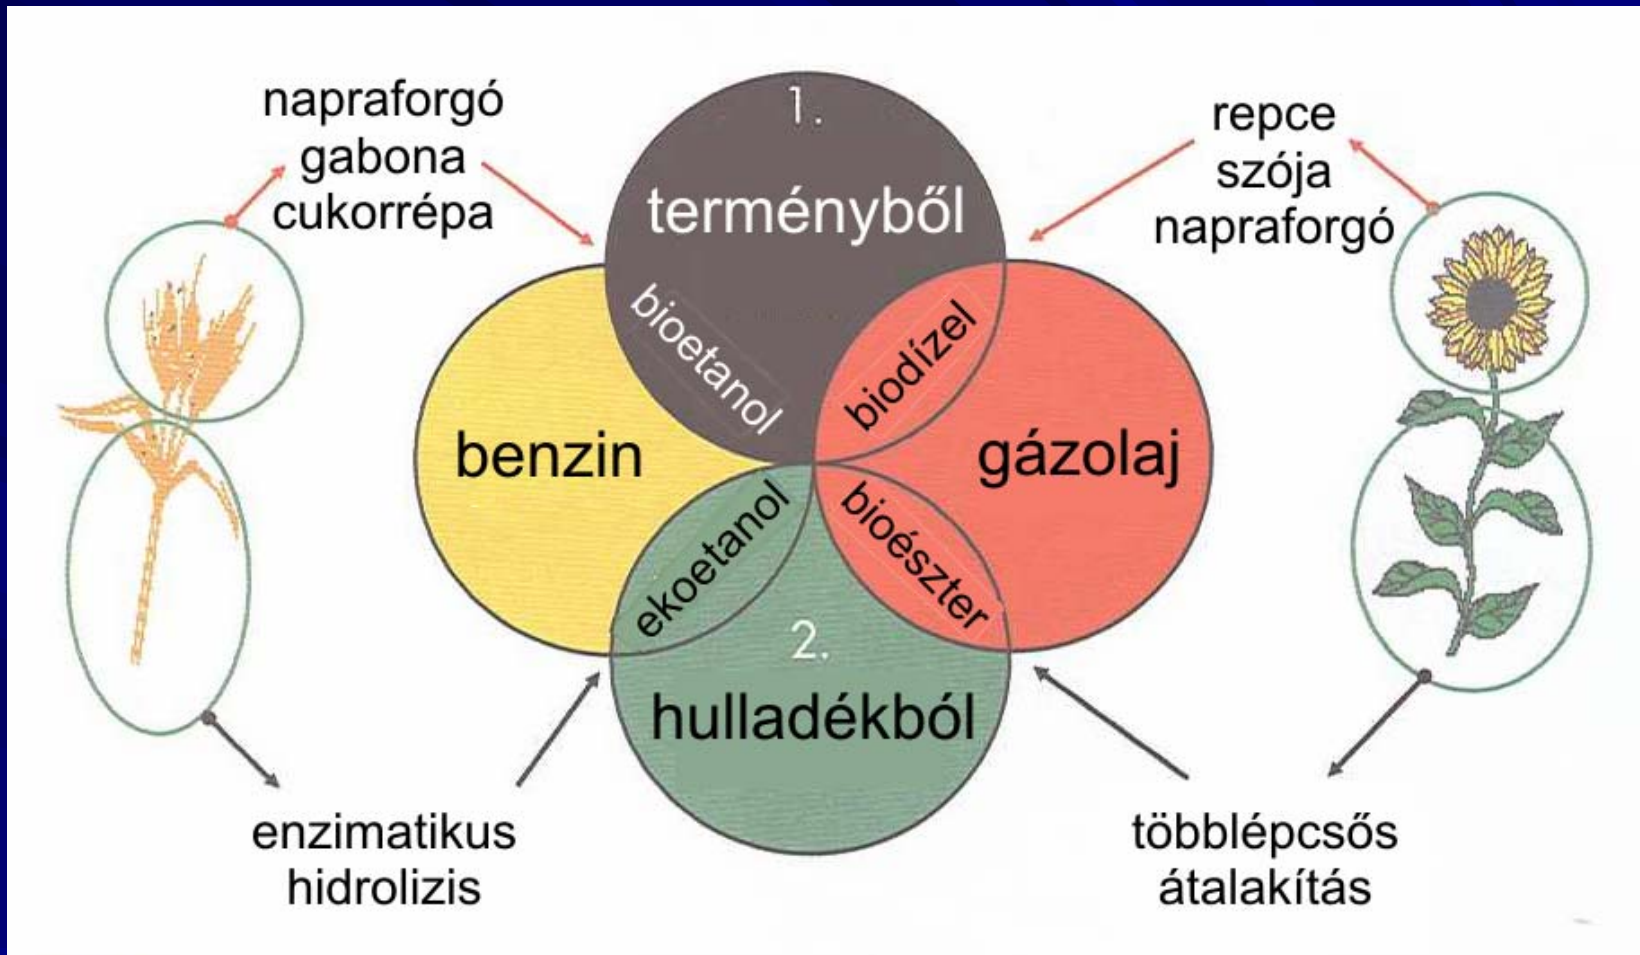 napraforgó
gabona
cukorrépa
1.
terményből
repce
szója
napraforgó
bioetanol
biodízel
benzin
gázolaj
ekoetanol
bioészter
2.
hulladékból
enzimatikus
hidrolizis
többlépcsős
átalakítás